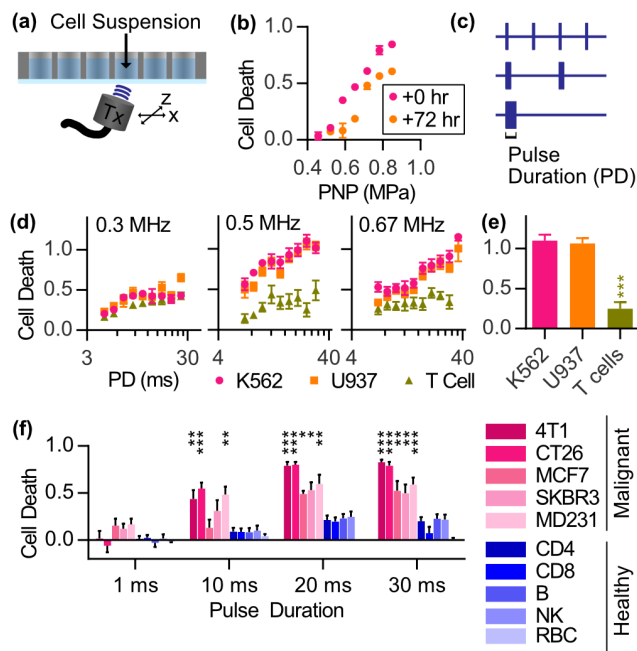 (a)
Cell Suspension
Tx
z
x
(b)
Cell Death
1.0
0.5
0.0
+0 hr
+72 hr
0.4 0.6 0.8 1.0
PNP (MPa)
(c)
Pulse
Duration (PD)
(d)
0.3 MHz
0.5 MHz
0.67 MHz
Cell Death
1.0
0.5
0.0
3 30
4 40
4 40
PD (ms)
K562
U937
T Cell
(e)
1.0
0.5
0.0
***
K562
U937
T cells
(f)
Cell Death
1.0
0.5
0.0
** *** **
*** *** * * **
*** *** ** ** ***
1 ms
10 ms
20 ms
30 ms
Pulse Duration
4T1
CT26
MCF7
SKBR3
MD231
Malignant
CD4
CD8
B
NK
RBC
Healthy